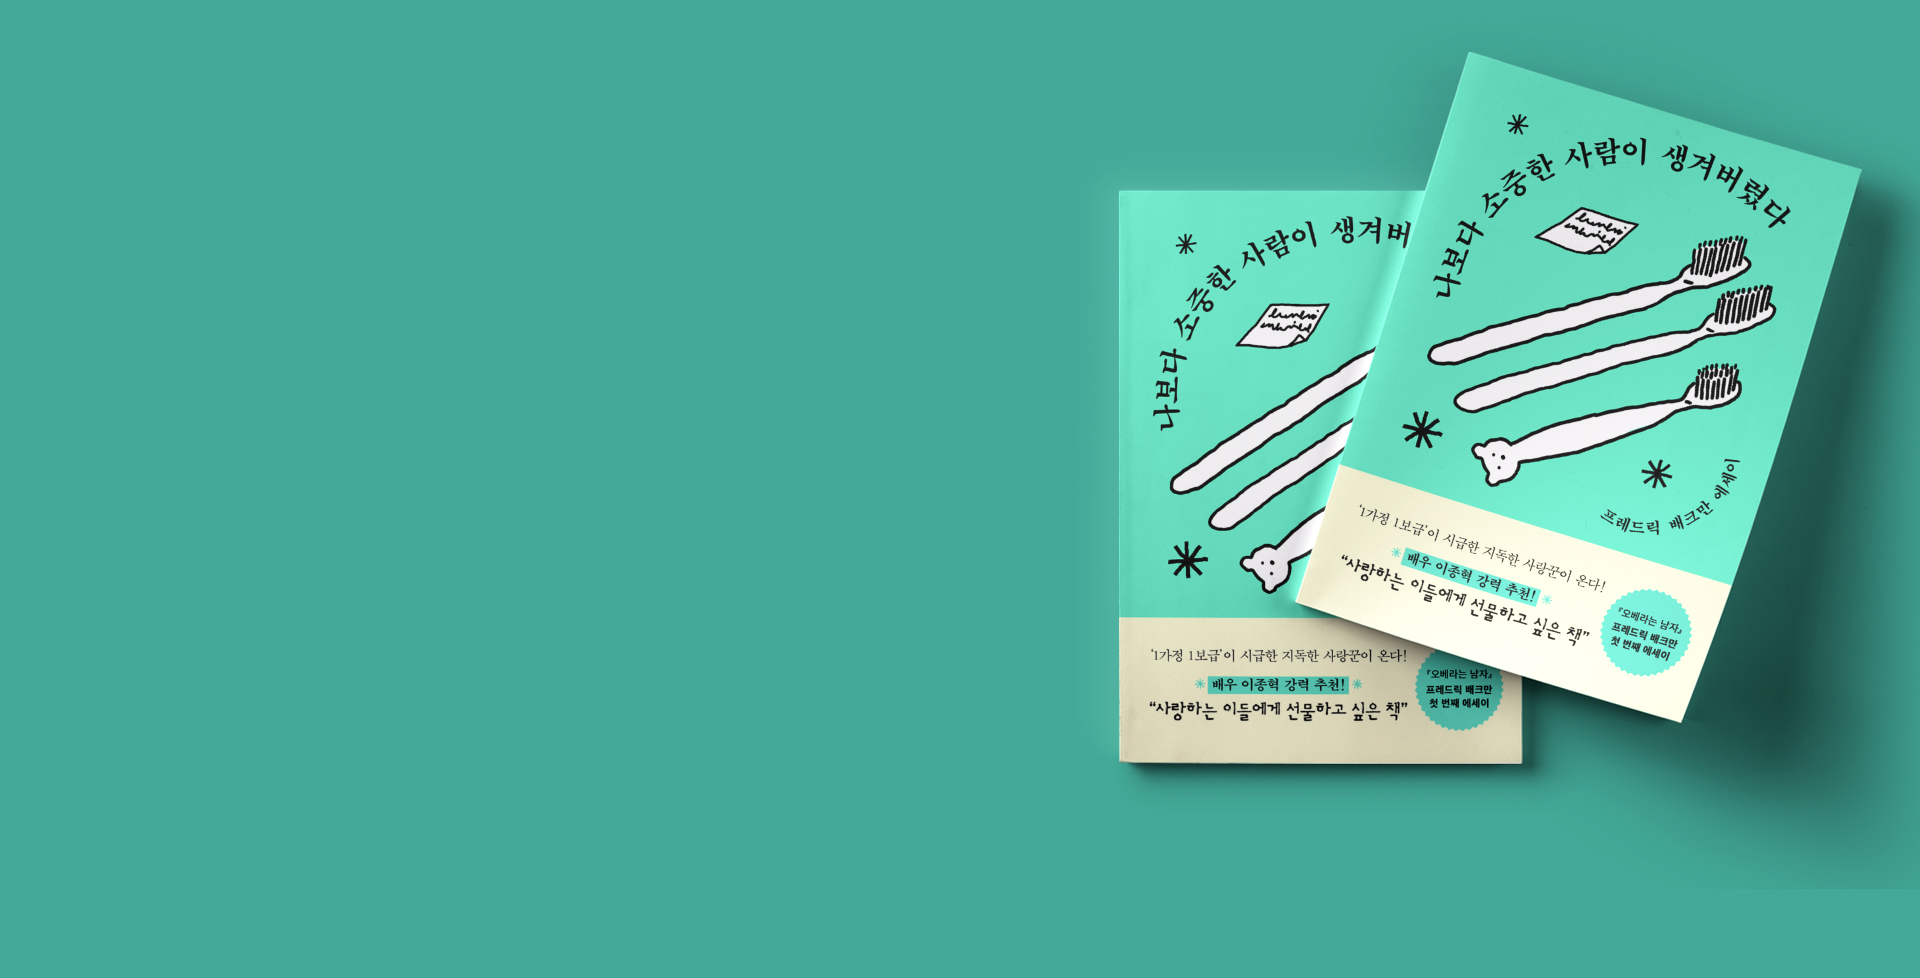 나보다 소중한 사람이 생겨버
'1가정 1보급'이 시급한 지독한 사랑꾼이 온다!
배우 이종혁 강력 추천!
“사랑하는 이들에게 선물하고 싶은 책”
『오베라는 남자』
프레드릭 배크만
첫 번째 에세이
나보다 소중한 사람이 생겨버렸다
프레드릭 배크만 에세이
'1가정 1보급'이 시급한 지독한 사랑꾼이 온다!
배우 이종혁 강력 추천!
“사랑하는 이들에게 선물하고 싶은 책”
『오베라는 남자』
프레드릭 배크만
첫 번째 에세이